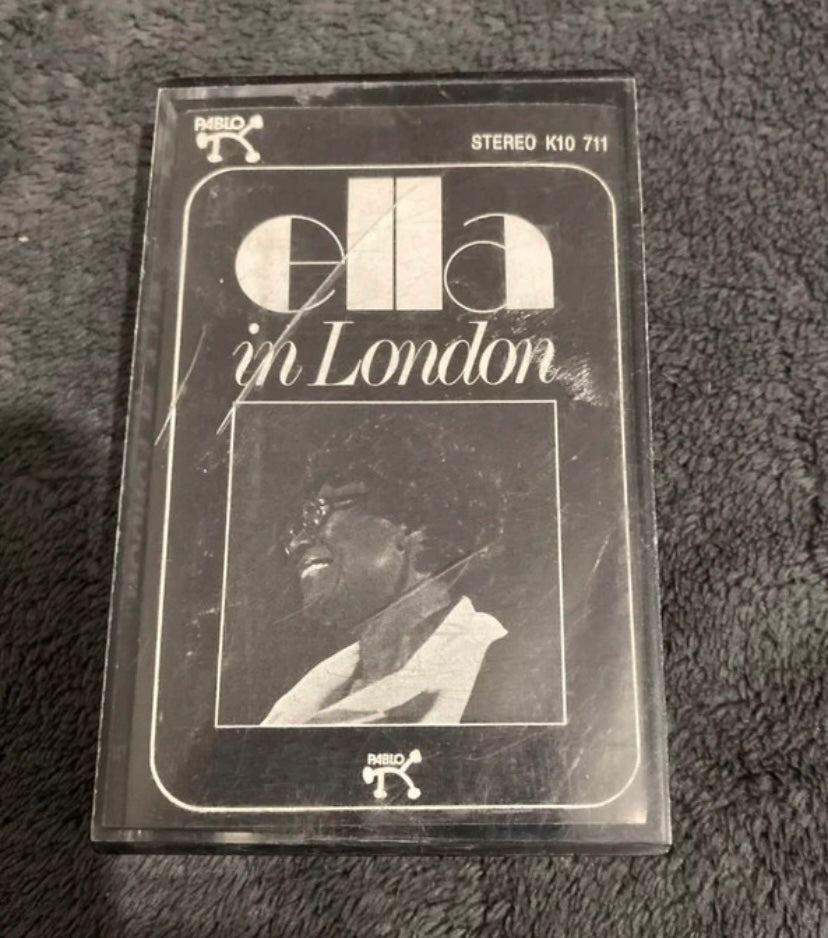 PABLO
STEREO K10 711
ella
in London
PABLO